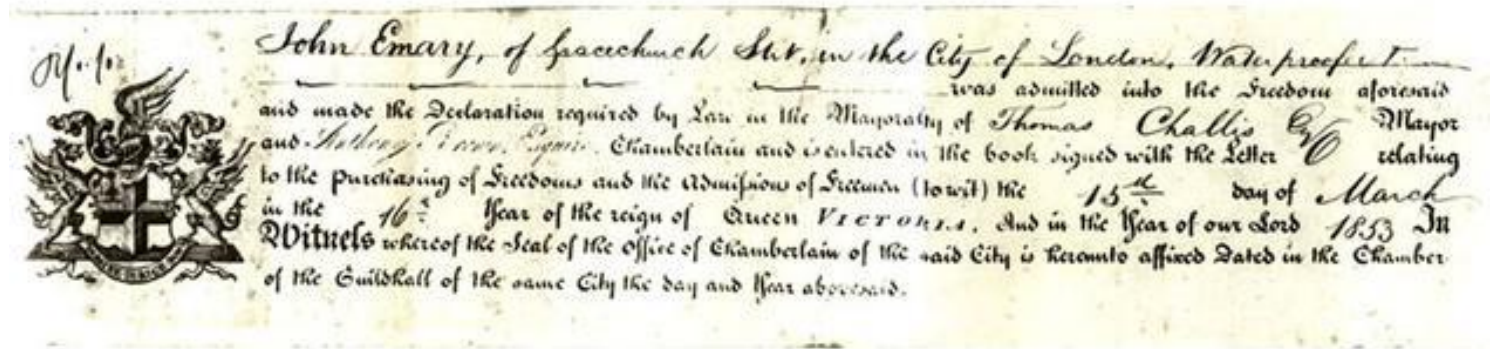 John Emary, of Gracechurch Strt, in the City of London, Waterproofer
was admitted into the Freedom aforesaid
and made the Declaration required by Law in the Mayoralty of Thomas Challis Esq Mayor
and Anthony Brown Esquire Chamberlain and is entered in the book signed with the Letter relating
to the purchasing of Freedoms and the Admissions of Freemen (to wit) the 15th day of March
in the 16th Year of the reign of Queen VICTORIA. And in the Year of our Lord 1853 In
Witness whereof the Seal of the Office of Chamberlain of the said City is hereunto affixed Dated in the Chamber
of the Guildhall of the same City the day and Year abovesaid.